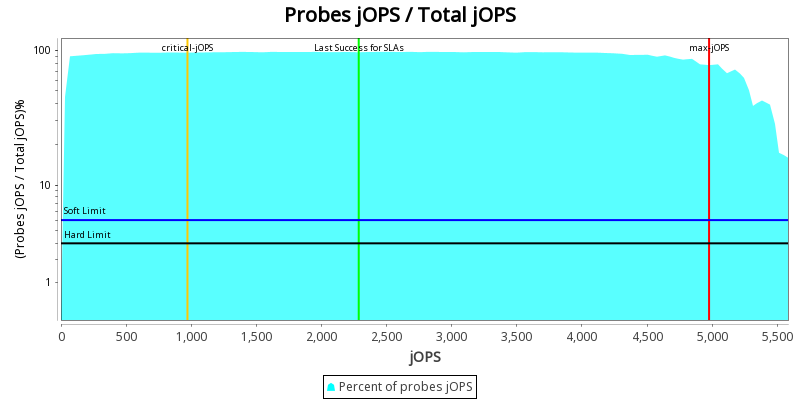 Probes jOPS / Total jOPS
(Probes jOPS / Total jOPS)%
100
10
1
critical-jOPS
Last Success for SLAs
max-jOPS
Soft Limit
Hard Limit
0 500 1,000 1,500 2,000 2,500 3,000 3,500 4,000 4,500 5,000 5,500
jOPS
Percent of probes jOPS